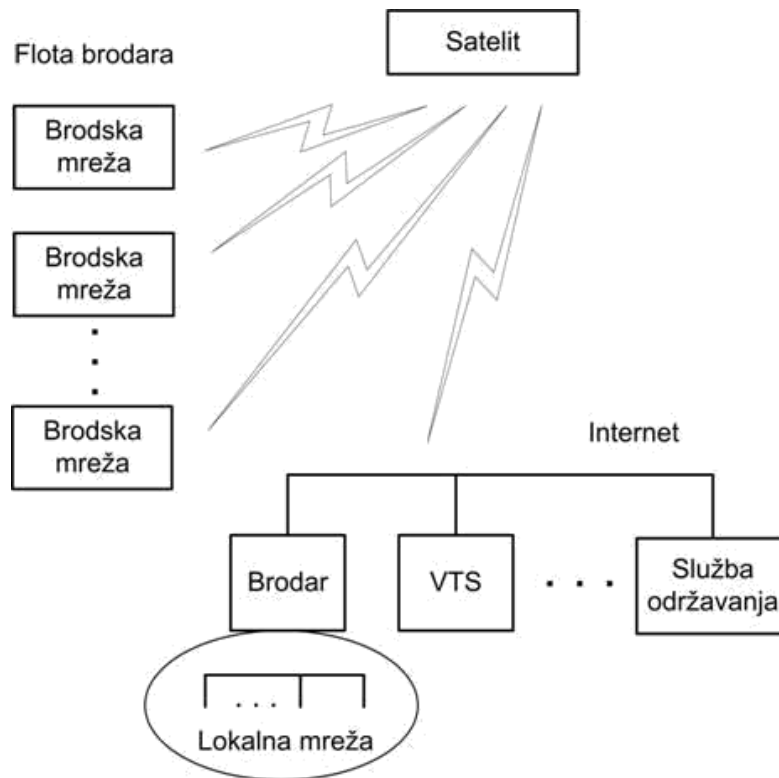 Satelit
Flota brodara
Brodska
mreža
Brodska
mreža
Brodska
mreža
Internet
Brodar
VTS
Služba
održavanja
Lokalna mreža